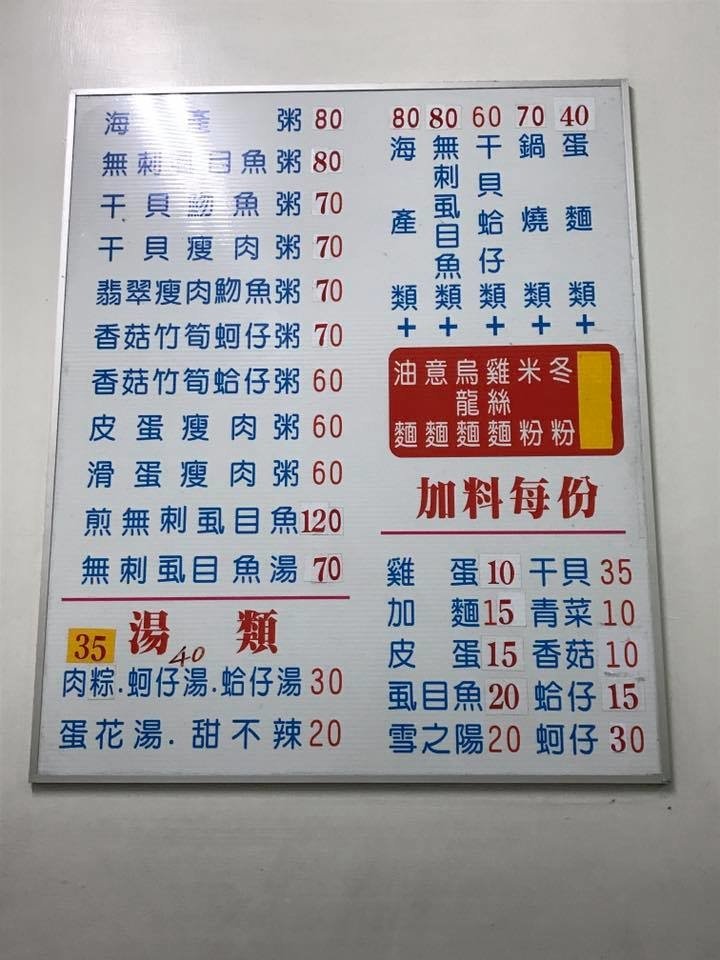 海產粥 80
無刺虱目魚粥 80
干貝魩魚粥 70
干貝瘦肉粥 70
翡翠瘦肉魩魚粥 70
香菇竹筍蚵仔粥 70
香菇竹筍蛤仔粥 60
皮蛋瘦肉粥 60
滑蛋瘦肉粥 60
煎無刺虱目魚 120
無刺虱目魚湯 70
湯類
35 40
肉粽.蚵仔湯.蛤仔湯 30
蛋花湯.甜不辣 20
80 80 60 70 40
海產類+
無刺虱目魚類+
干貝蛤仔類+
鍋燒類+
蛋麵類+
油麵
意麵
烏龍麵
雞絲麵
米粉
冬粉
加料每份
雞蛋 10 干貝 35
加麵 15 青菜 10
皮蛋 15 香菇 10
虱目魚 20 蛤仔 15
雪之陽 20 蚵仔 30